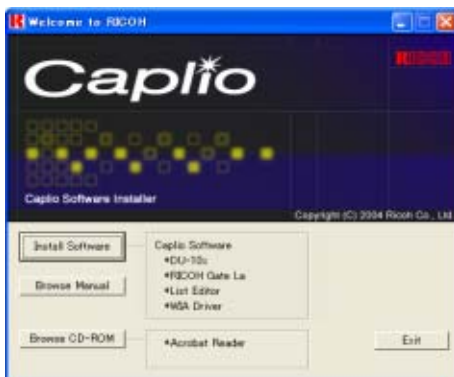 Welcome to RICOH
RICOH
Caplio
Caplio Software Installer
Copyright (C) 2004 Ricoh Co., Ltd
Install Software
Caplio Software
*DU-10x
*RICOH Gate La
Browse Manual
*List Editor
*WIA Driver
Browse CD-ROM
*Acrobat Reader
Exit